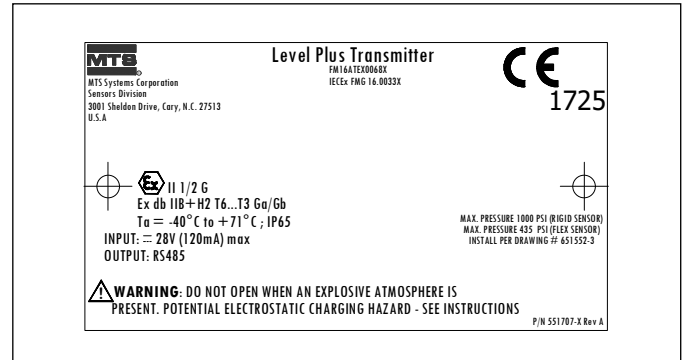 MTS
MTS Systems Corporation
Sensors Division
3001 Sheldon Drive, Cary, N.C. 27513
U.S.A
Level Plus Transmitter
FM16ATEX0068X
IECEx FMG 16.0033X
CE
1725
Ex II 1/2 G
Ex db IIB+H2 T6...T3 Ga/Gb
Ta = -40°C to +71°C ; IP65
INPUT: ⎓ 28V (120mA) max
OUTPUT: RS485
MAX. PRESSURE 1000 PSI (RIGID SENSOR)
MAX. PRESSURE 435 PSI (FLEX SENSOR)
INSTALL PER DRAWING # 651552-3
WARNING: DO NOT OPEN WHEN AN EXPLOSIVE ATMOSPHERE IS
PRESENT. POTENTIAL ELECTROSTATIC CHARGING HAZARD - SEE INSTRUCTIONS
P/N 551707-X Rev A